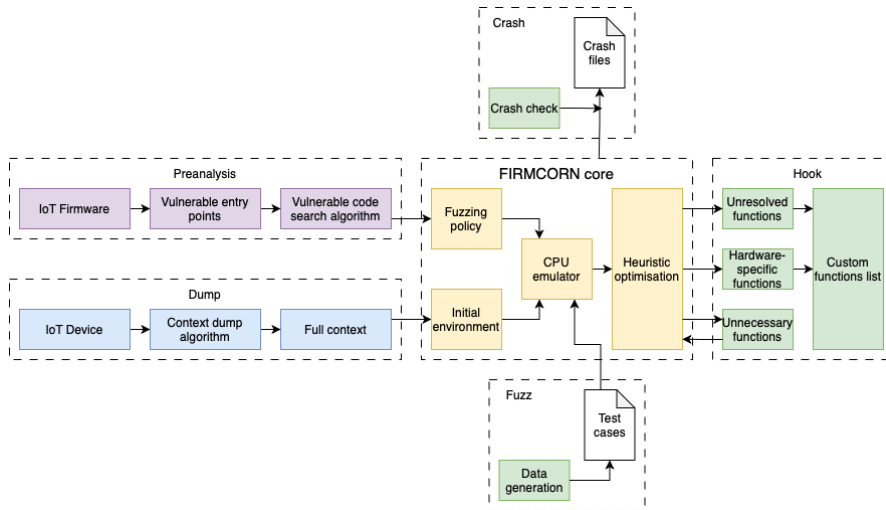 Crash
Crash
files
Crash check
Preanalysis
IoT Firmware
Vulnerable entry
points
Vulnerable code
search algorithm
FIRMCORN core
Fuzzing
policy
CPU
emulator
Heuristic
optimisation
Initial
environment
Hook
Unresolved
functions
Hardware-
specific
functions
Unnecessary
functions
Custom
functions list
Dump
IoT Device
Context dump
algorithm
Full context
Fuzz
Test
cases
Data
generation